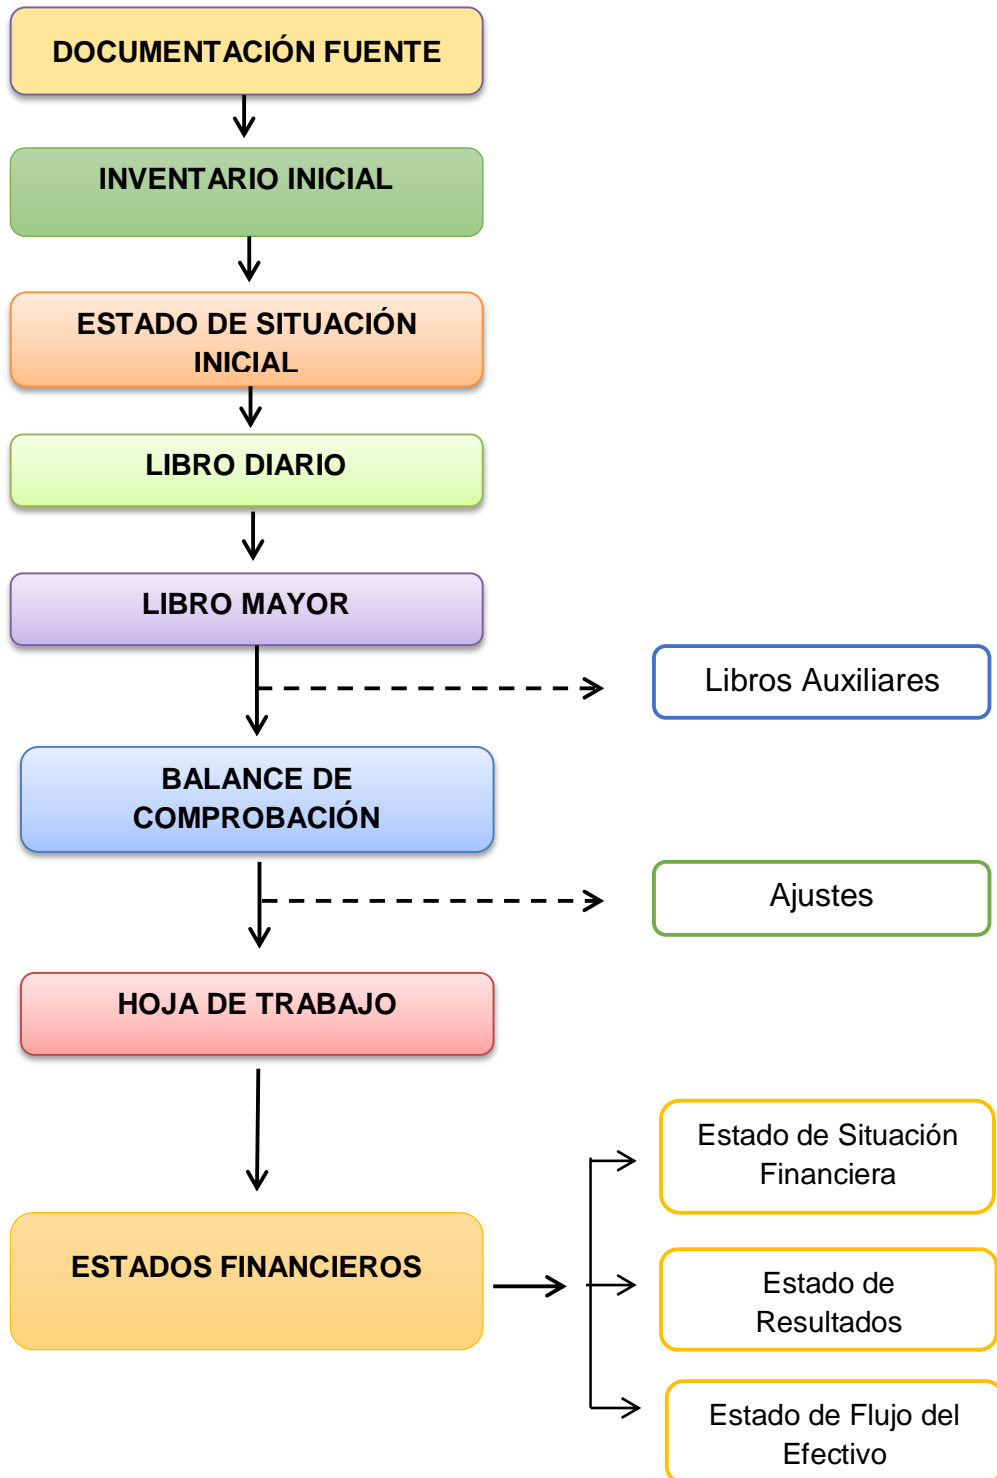 DOCUMENTACIÓN FUENTE
INVENTARIO INICIAL
ESTADO DE SITUACIÓN
INICIAL
LIBRO DIARIO
LIBRO MAYOR
Libros Auxiliares
BALANCE DE
COMPROBACIÓN
Ajustes
HOJA DE TRABAJO
Estado de Situación
Financiera
ESTADOS FINANCIEROS
Estado de
Resultados
Estado de Flujo del
Efectivo